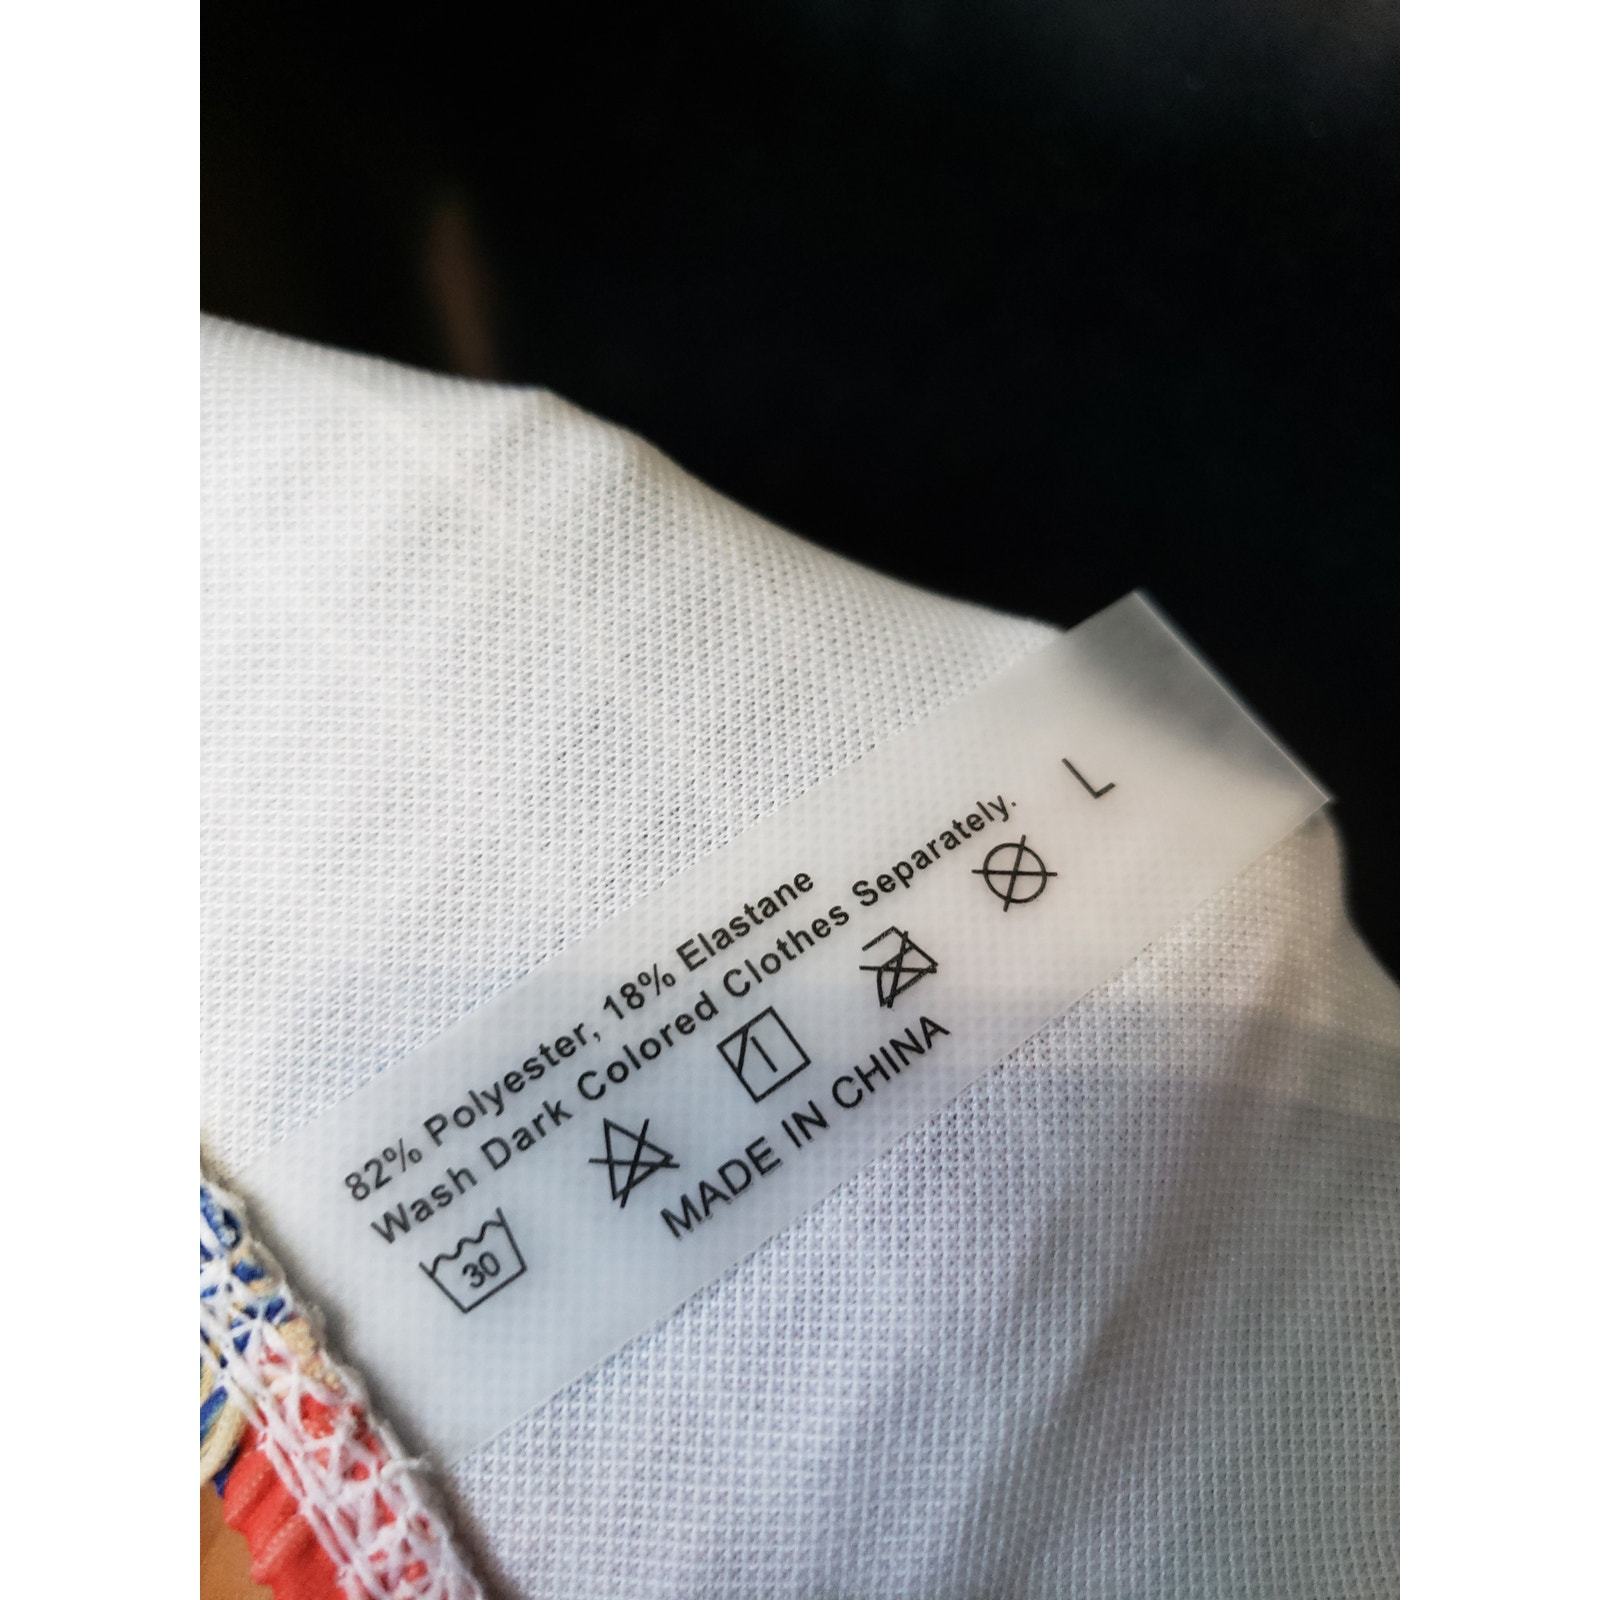 82% Polyester, 18% Elastane
Wash Dark Colored Clothes Separately.
30
MADE IN CHINA
L